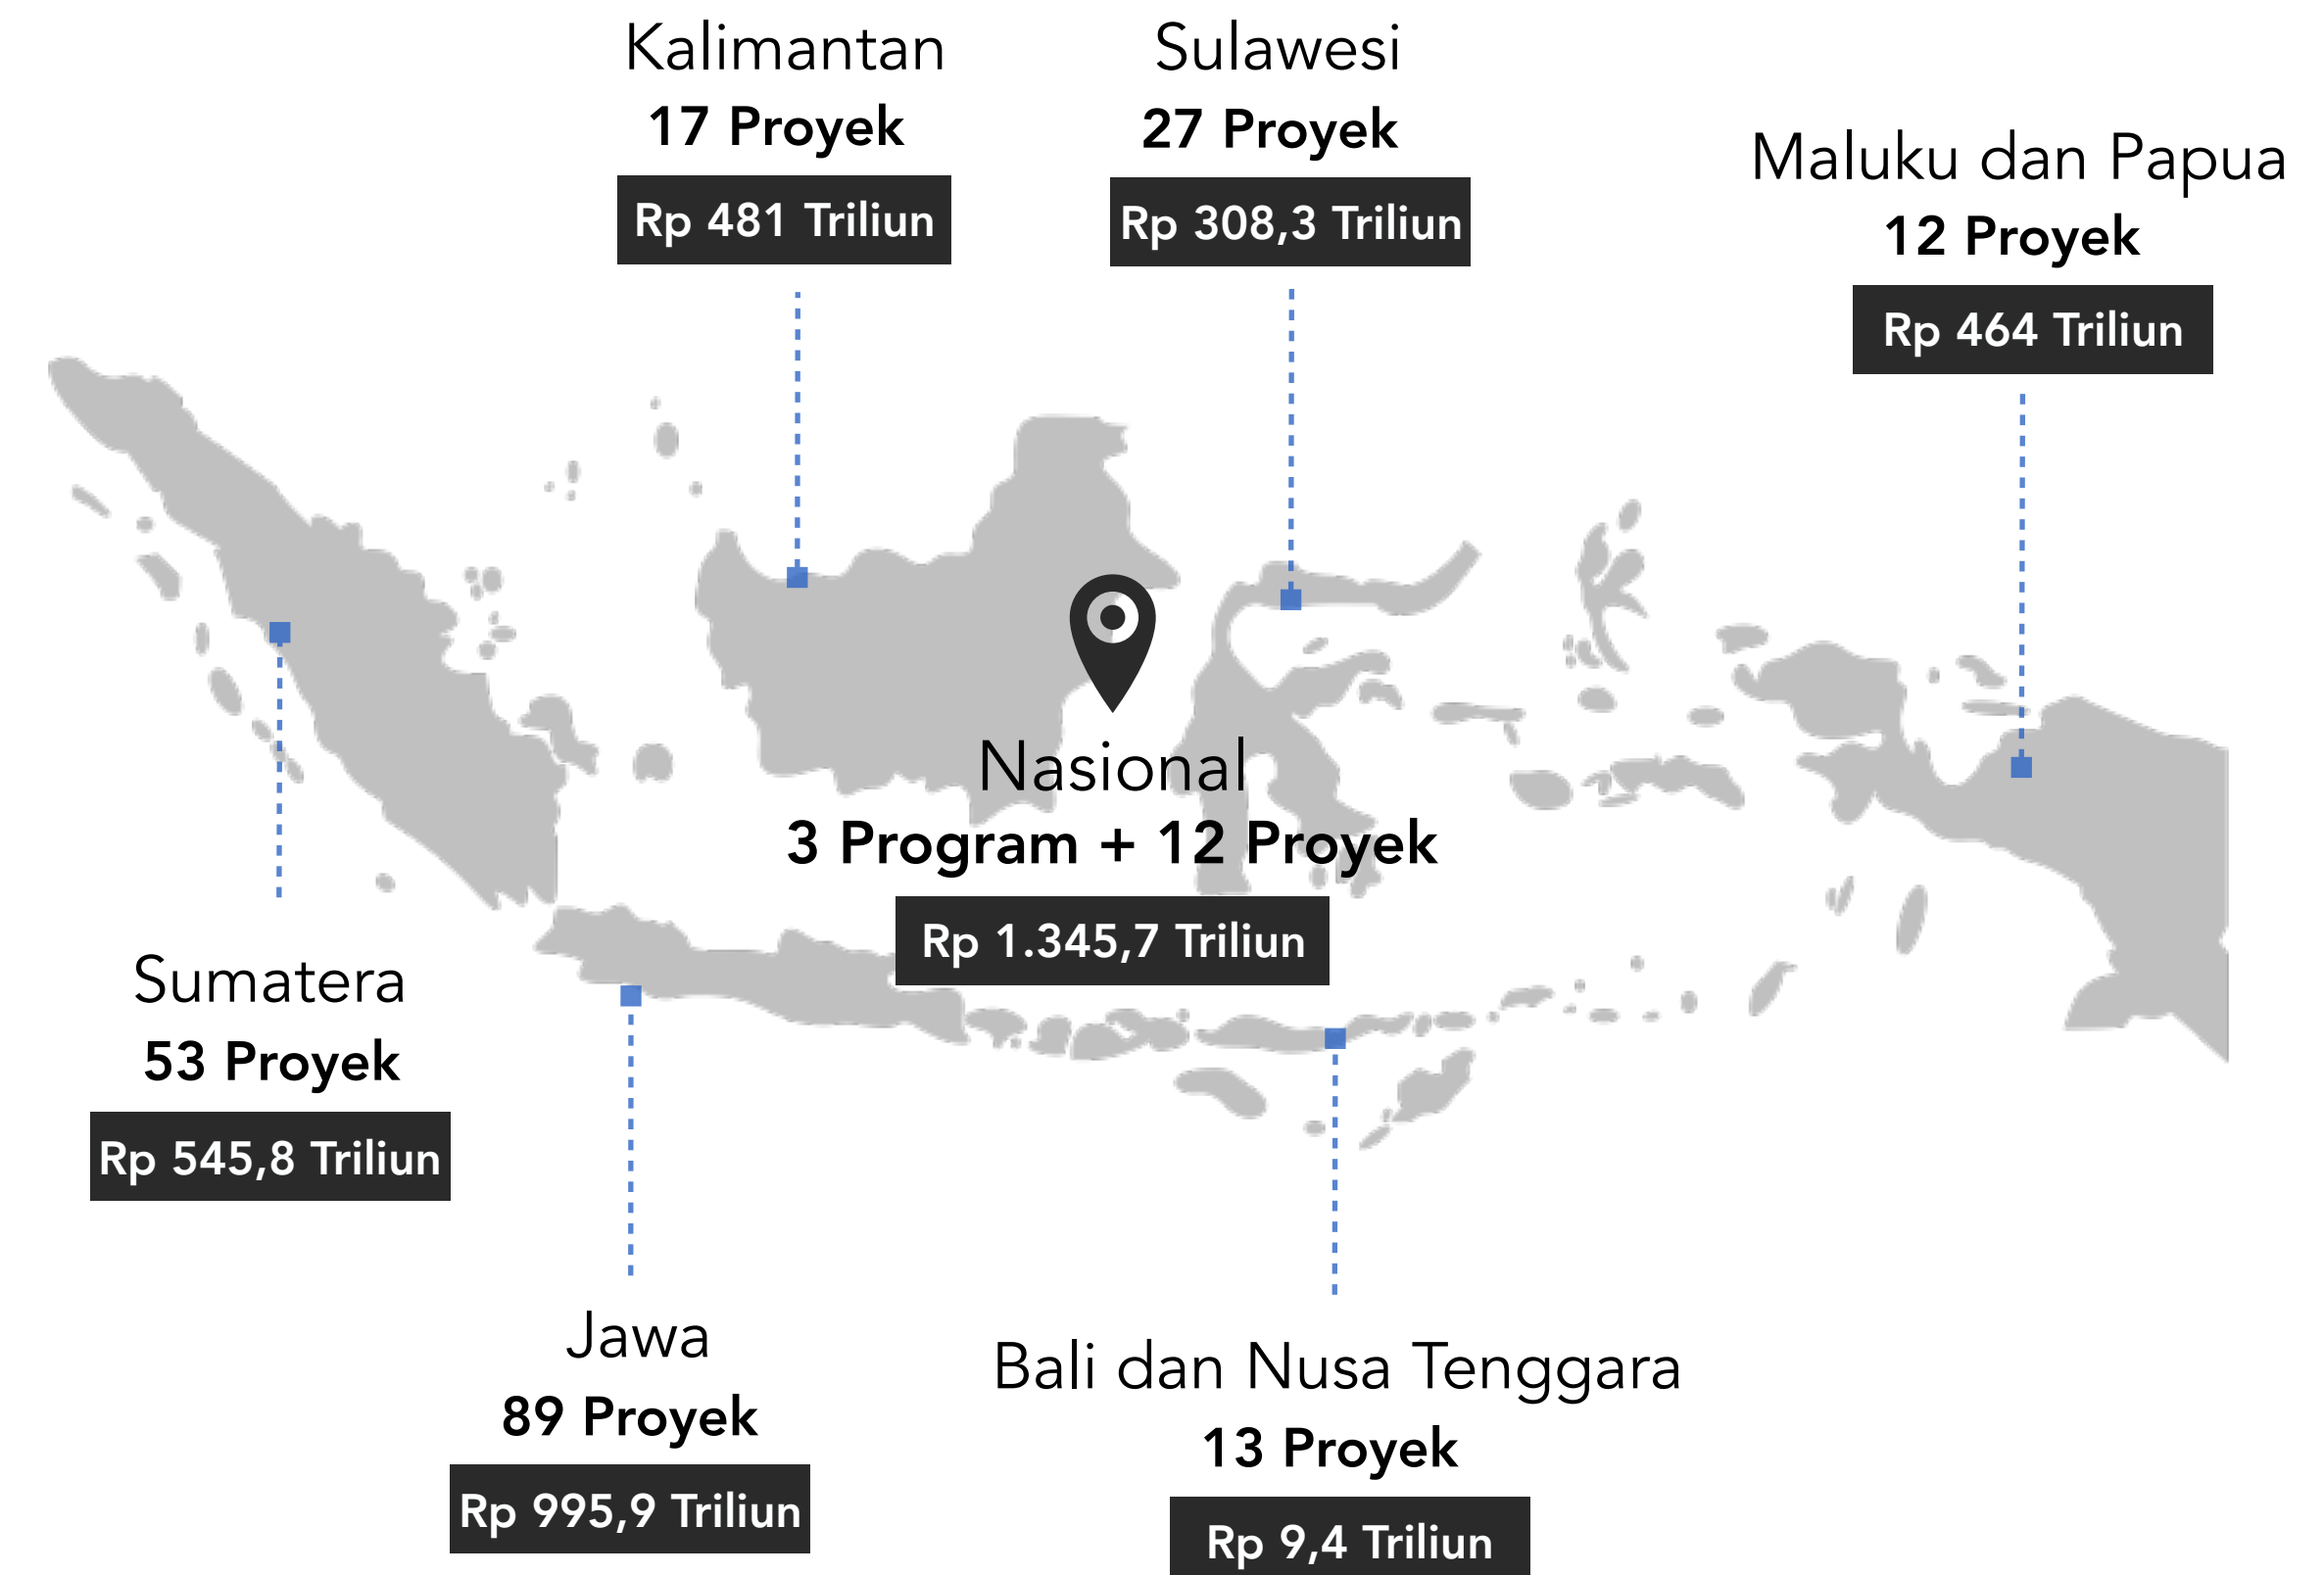 Kalimantan
17 Proyek
Rp 481 Triliun
Sulawesi
27 Proyek
Rp 308,3 Triliun
Maluku dan Papua
12 Proyek
Rp 464 Triliun
Nasional
3 Program + 12 Proyek
Rp 1.345,7 Triliun
Sumatera
53 Proyek
Rp 545,8 Triliun
Jawa
89 Proyek
Rp 995,9 Triliun
Bali dan Nusa Tenggara
13 Proyek
Rp 9,4 Triliun